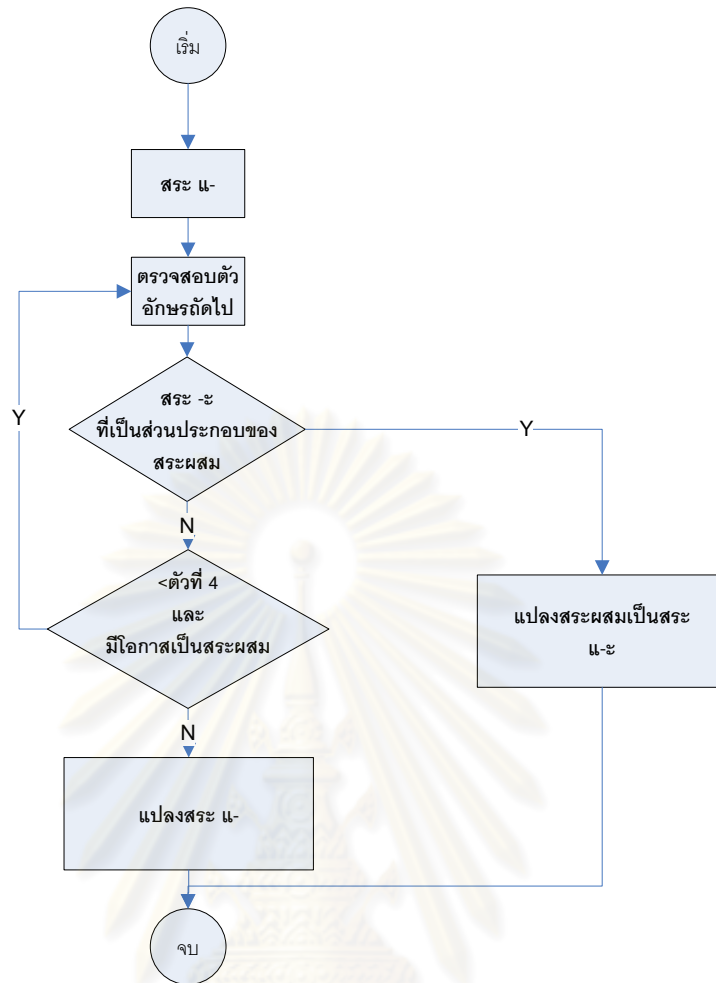 เริ่ม
สระ แ-
ตรวจสอบตัว
อักษรถัดไป
สระ -ะ
ที่เป็นส่วนประกอบของ
สระผสม
Y
Y
N
<ตัวที่ 4
และ
มีโอกาสเป็นสระผสม
แปลงสระผสมเป็นสระ
แ-ะ
N
แปลงสระ แ-
จบ